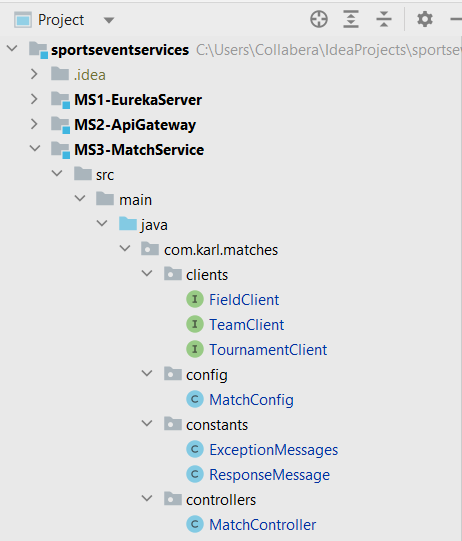 Project
sportseventservices C:\Users\Collabera\IdeaProjects\sportse
.idea
MS1-EurekaServer
MS2-ApiGateway
MS3-MatchService
src
main
java
com.karl.matches
clients
I FieldClient
I TeamClient
I TournamentClient
config
C MatchConfig
constants
C ExceptionMessages
C ResponseMessage
controllers
C MatchController